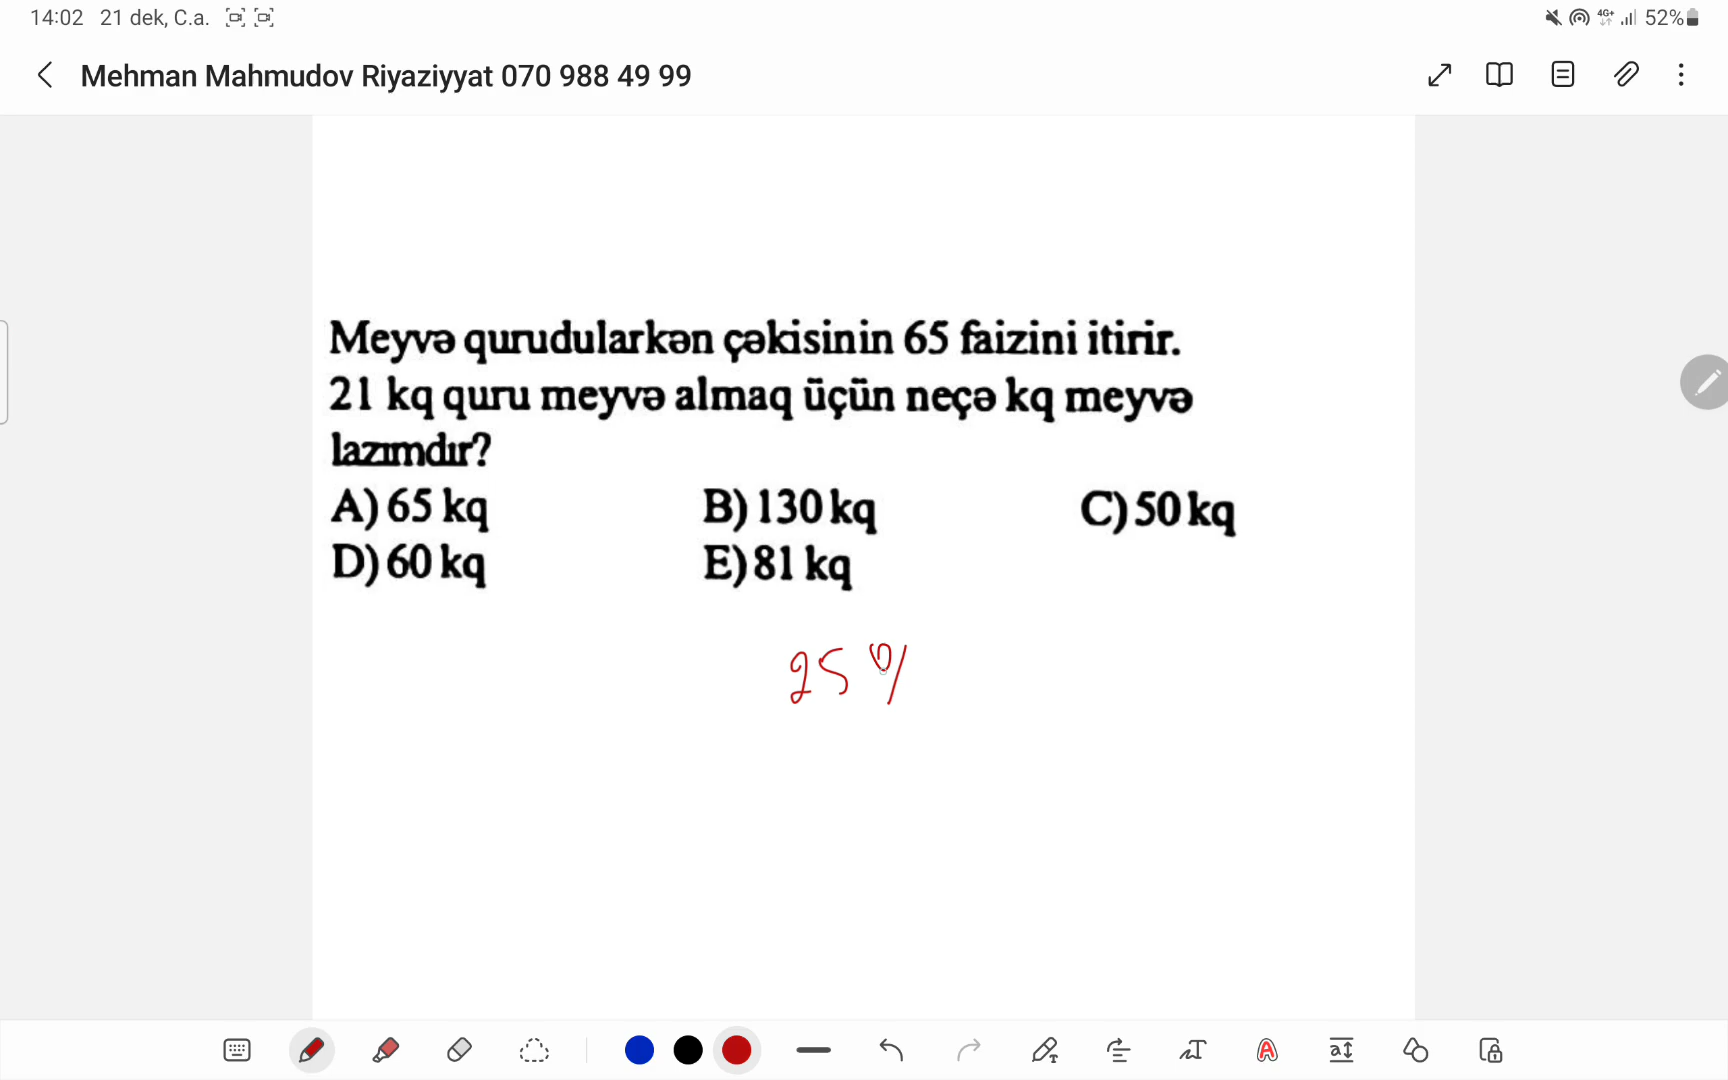 14:02 21 dek, C.a. 4G+ 52%
Mehman Mahmudov Riyaziyyat 070 988 49 99
Meyvə qurudularkən çəkisinin 65 faizini itirir.
21 kq quru meyvə almaq üçün neçə kq meyvə
lazımdır?
A) 65 kq B) 130 kq C) 50 kq
D) 60 kq E) 81 kq
25 %